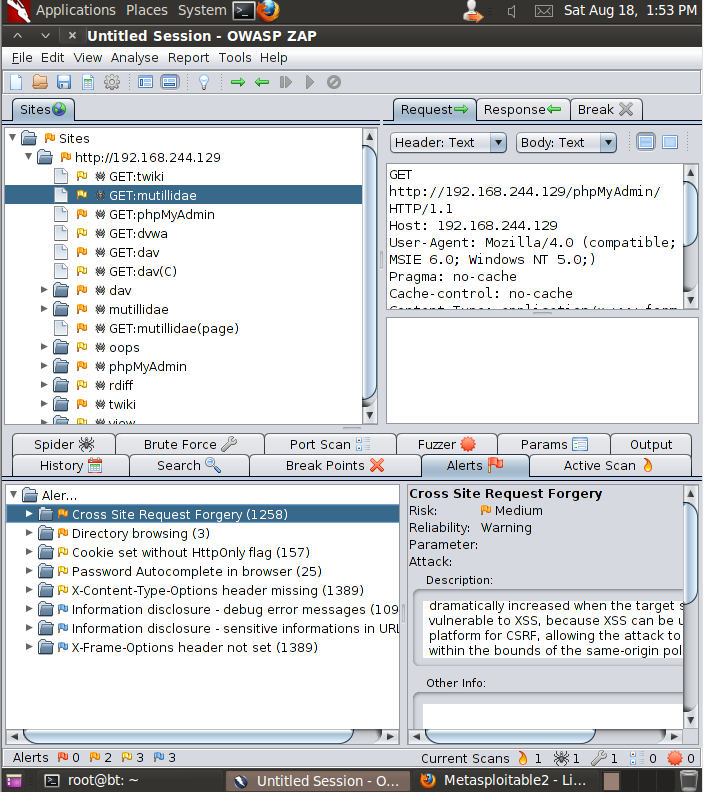 Applications Places System Sat Aug 18, 1:53 PM
Untitled Session - OWASP ZAP
File Edit View Analyse Report Tools Help
Sites
Request Response Break
Sites
http://192.168.244.129
GET:twiki
GET:mutillidae
GET:phpMyAdmin
GET:dvwa
GET:dav
GET:dav(C)
dav
mutillidae
GET:mutillidae(page)
oops
phpMyAdmin
rdiff
twiki
view
Header: Text Body: Text
GET
http://192.168.244.129/phpMyAdmin/
HTTP/1.1
Host: 192.168.244.129
User-Agent: Mozilla/4.0 (compatible;
MSIE 6.0; Windows NT 5.0;)
Pragma: no-cache
Cache-control: no-cache
Content-Type: application/x-www-form
Spider Brute Force Port Scan Fuzzer Params Output
History Search Break Points Alerts Active Scan
Aler...
Cross Site Request Forgery (1258)
Directory browsing (3)
Cookie set without HttpOnly flag (157)
Password Autocomplete in browser (25)
X-Content-Type-Options header missing (1389)
Information disclosure - debug error messages (109
Information disclosure - sensitive informations in URL
X-Frame-Options header not set (1389)
Cross Site Request Forgery
Risk: Medium
Reliability: Warning
Parameter:
Attack:
Description:
dramatically increased when the target s
vulnerable to XSS, because XSS can be u
platform for CSRF, allowing the attack to
within the bounds of the same-origin pol
Other Info:
Alerts 0 2 3 3 Current Scans 1 1 1 0 0
root@bt: ~ Untitled Session - O... Metasploitable2 - Li...